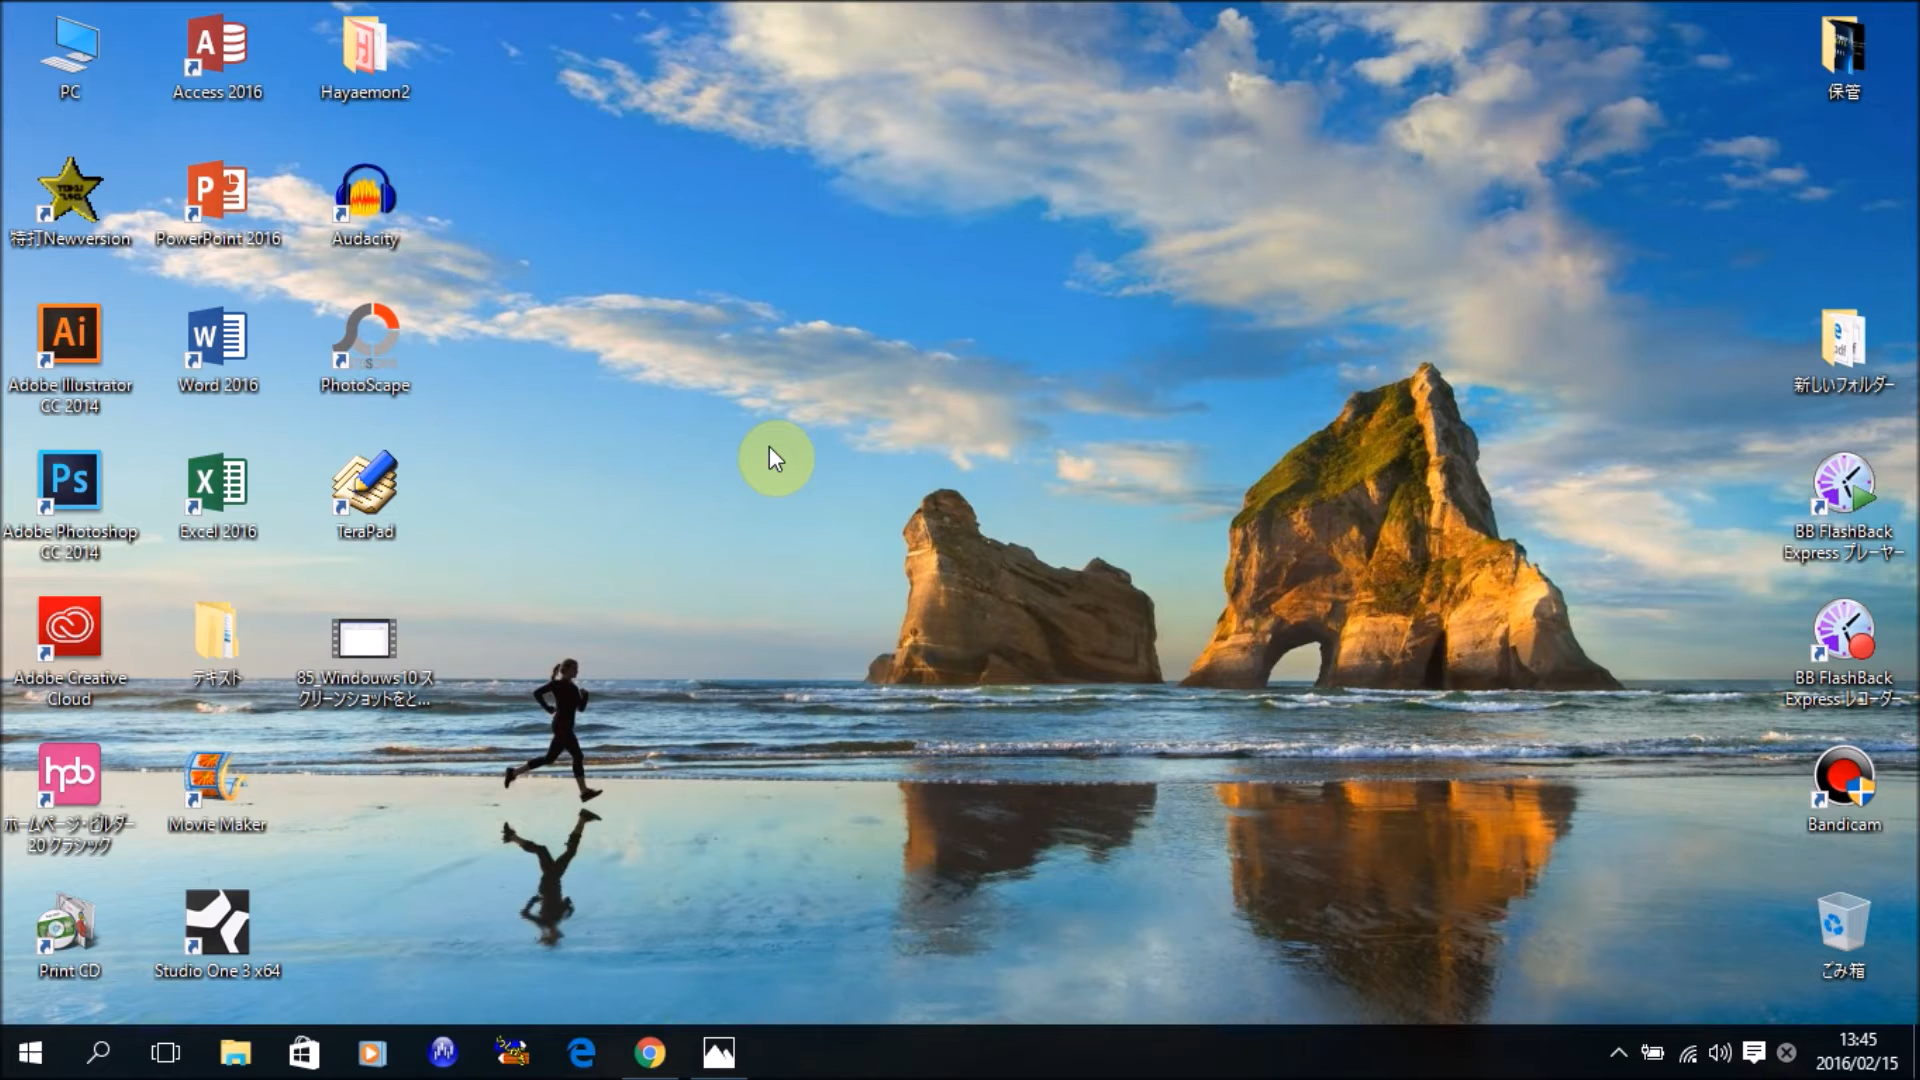 PC
Access 2016
Hayaemon2
保管
特打Newversion
PowerPoint 2016
Audacity
Ai
Adobe Illustrator
CC 2014
Word 2016
PhotoScape
新しいフォルダー
Ps
Adobe Photoshop
CC 2014
Excel 2016
TeraPad
BB FlashBack
Express プレーヤー
Adobe Creative
Cloud
テキスト
85_Windouws10 ス
クリーンショットをと...
BB FlashBack
Express レコーダー
hpb
ホームページ・ビルダー
20 クラシック
Movie Maker
Bandicam
Print CD
Studio One 3 x64
ごみ箱
13:45
2016/02/15